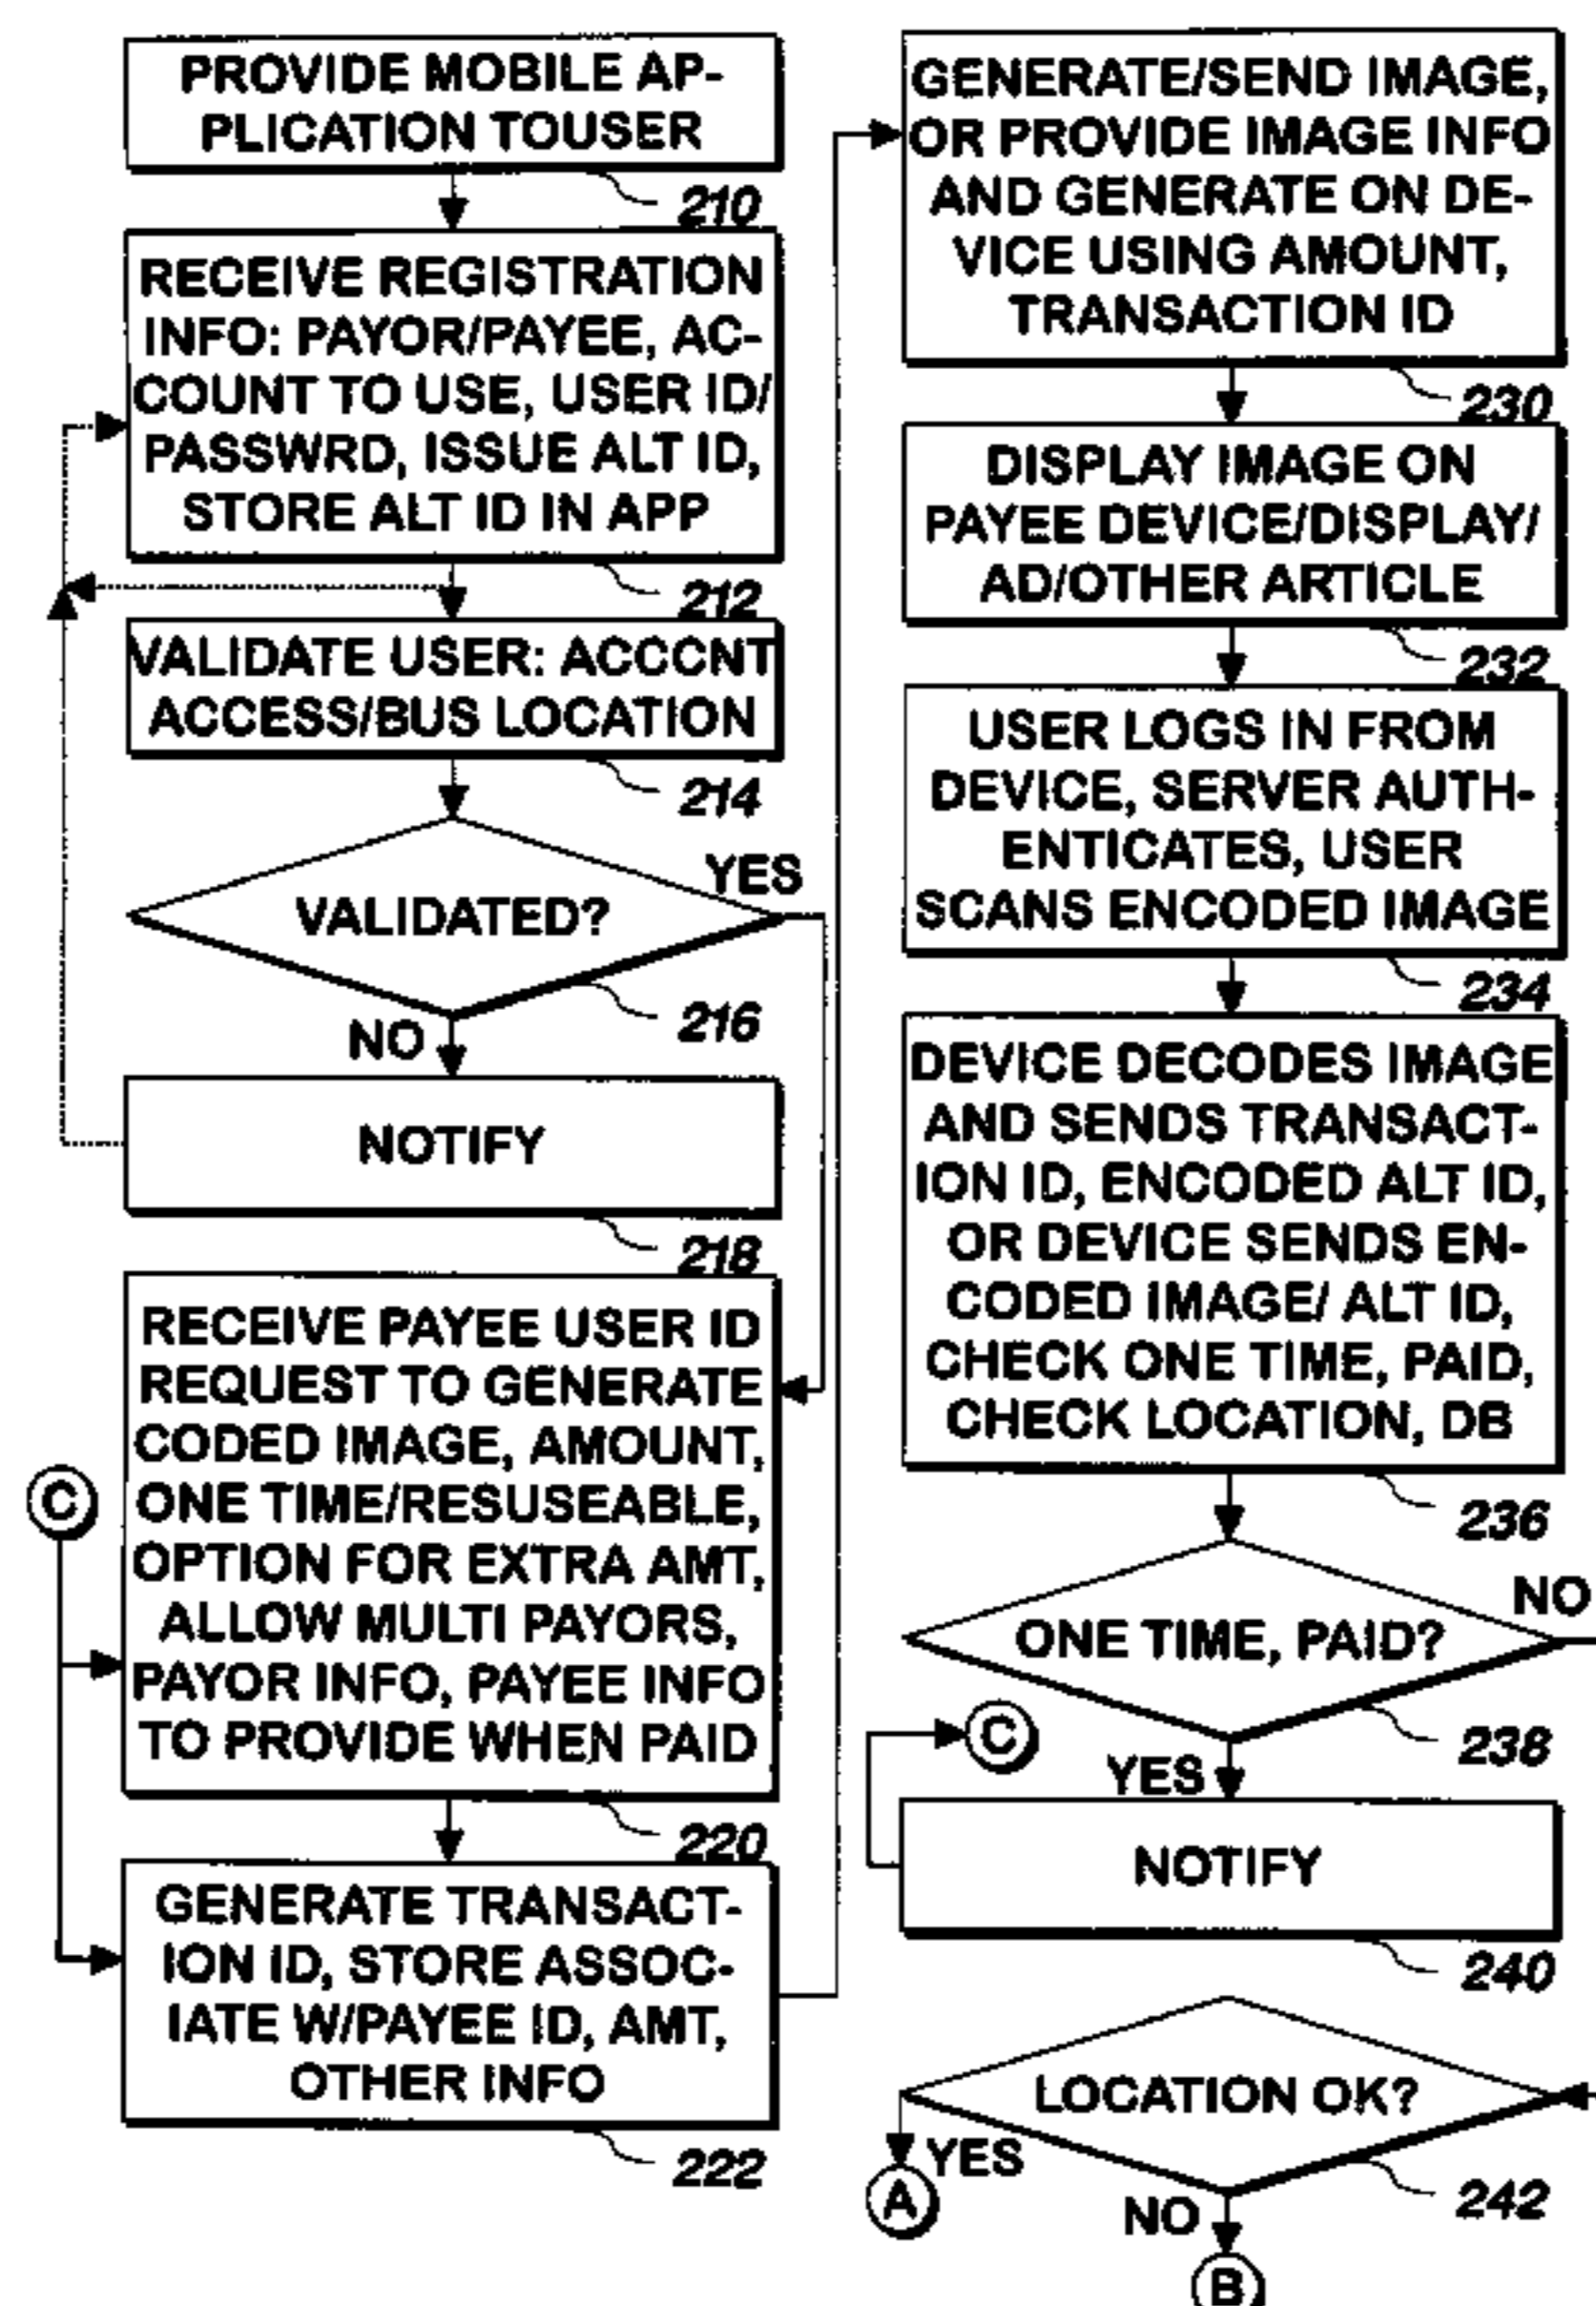 PROVIDE MOBILE AP-
PLICATION TOUSER
210
RECEIVE REGISTRATION
INFO: PAYOR/PAYEE, AC-
COUNT TO USE, USER ID/
PASSWRD, ISSUE ALT ID,
STORE ALT ID IN APP
212
VALIDATE USER: ACCCNT
ACCESS/BUS LOCATION
214
VALIDATED?
YES
216
NO
NOTIFY
218
RECEIVE PAYEE USER ID
REQUEST TO GENERATE
CODED IMAGE, AMOUNT,
ONE TIME/RESUSEABLE,
OPTION FOR EXTRA AMT,
ALLOW MULTI PAYORS,
PAYOR INFO, PAYEE INFO
TO PROVIDE WHEN PAID
C
220
GENERATE TRANSACT-
ION ID, STORE ASSOC-
IATE W/PAYEE ID, AMT,
OTHER INFO
222
GENERATE/SEND IMAGE,
OR PROVIDE IMAGE INFO
AND GENERATE ON DE-
VICE USING AMOUNT,
TRANSACTION ID
230
DISPLAY IMAGE ON
PAYEE DEVICE/DISPLAY/
AD/OTHER ARTICLE
232
USER LOGS IN FROM
DEVICE, SERVER AUTH-
ENTICATES, USER
SCANS ENCODED IMAGE
234
DEVICE DECODES IMAGE
AND SENDS TRANSACT-
ION ID, ENCODED ALT ID,
OR DEVICE SENDS EN-
CODED IMAGE/ ALT ID,
CHECK ONE TIME, PAID,
CHECK LOCATION, DB
236
NO
ONE TIME, PAID?
238
C
YES
NOTIFY
240
LOCATION OK?
YES
A
242
NO
B